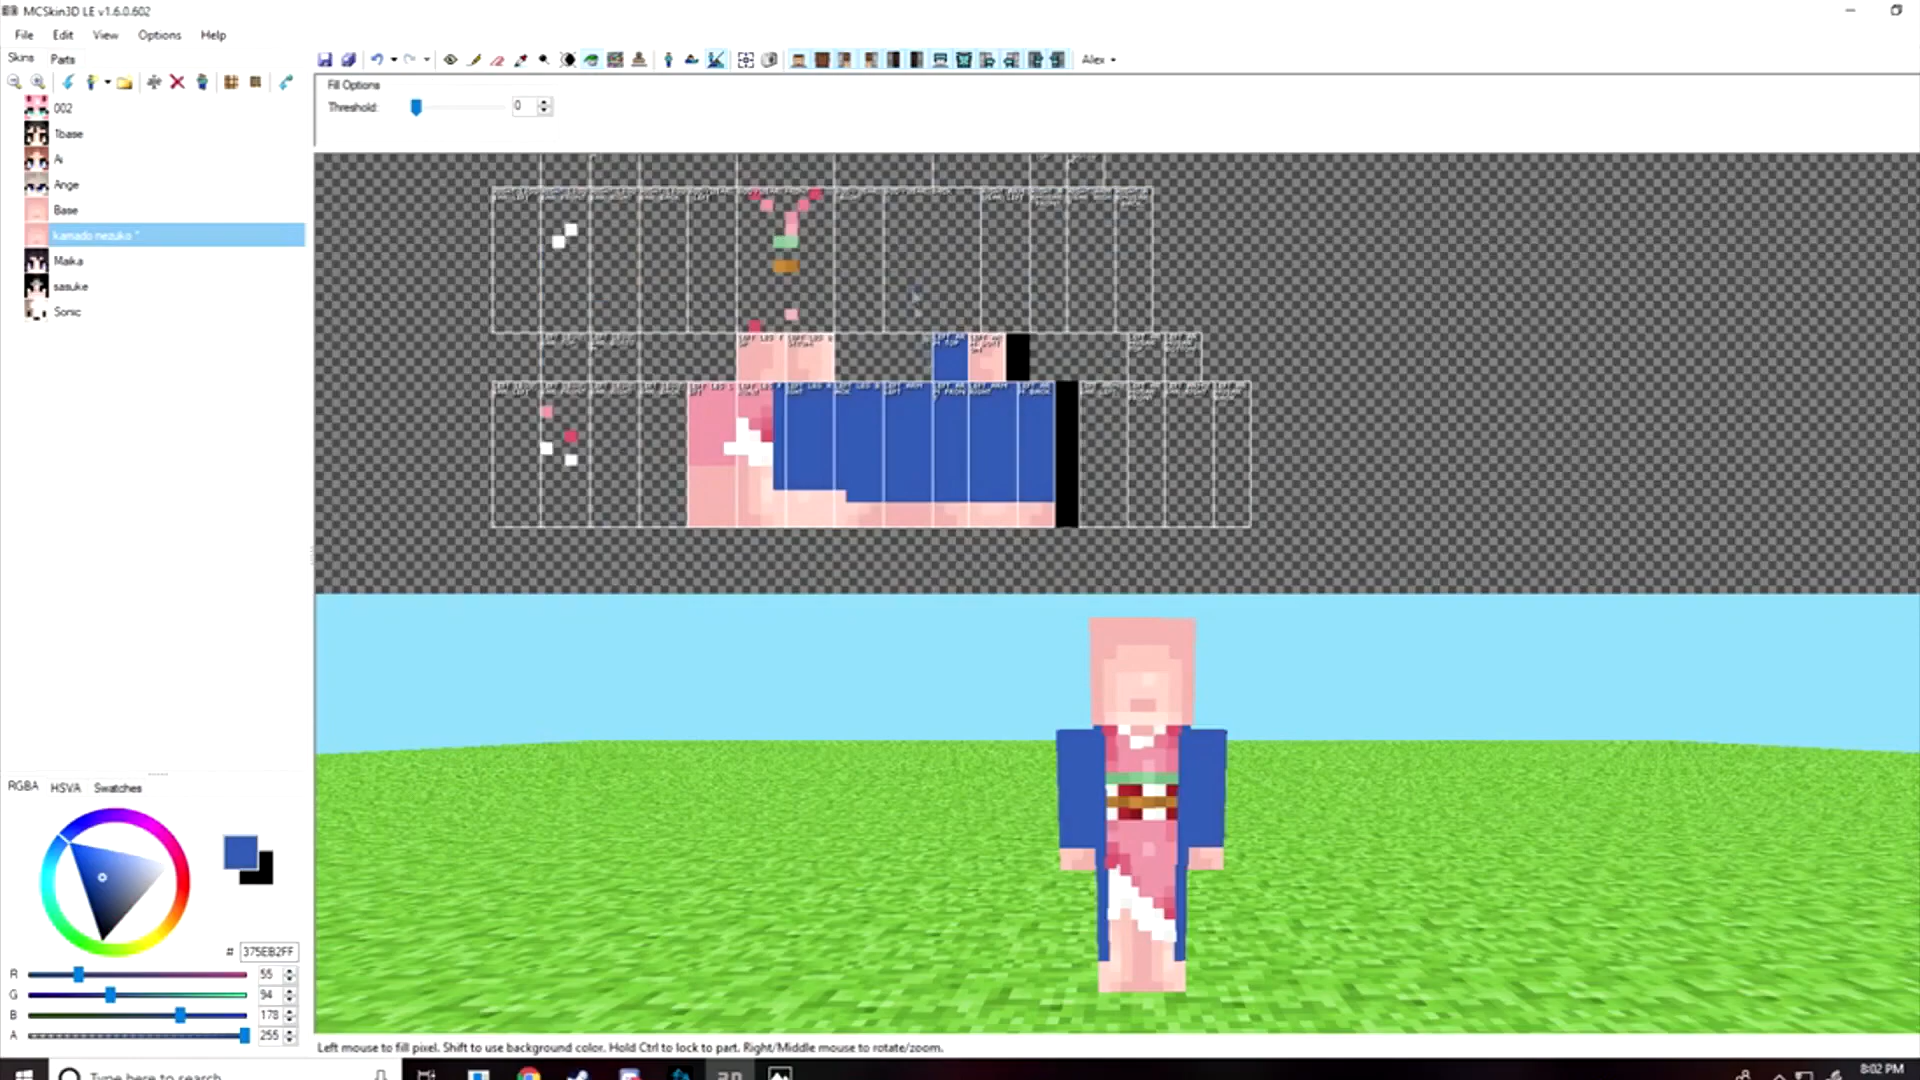 MCSkin3D LE v1.6.0.602
File Edit View Options Help
Skins Parts
Alex
Fill Options
Threshold: 0
002
1base
Ai
Ange
Base
kamado nezuko *
Maika
sasuke
Sonic
RGBA HSVA Swatches
# 375EB2FF
R 55
G 94
B 178
A 255
Left mouse to fill pixel. Shift to use background color. Hold Ctrl to lock to part. Right/Middle mouse to rotate/zoom.
Type here to search
8:02 PM